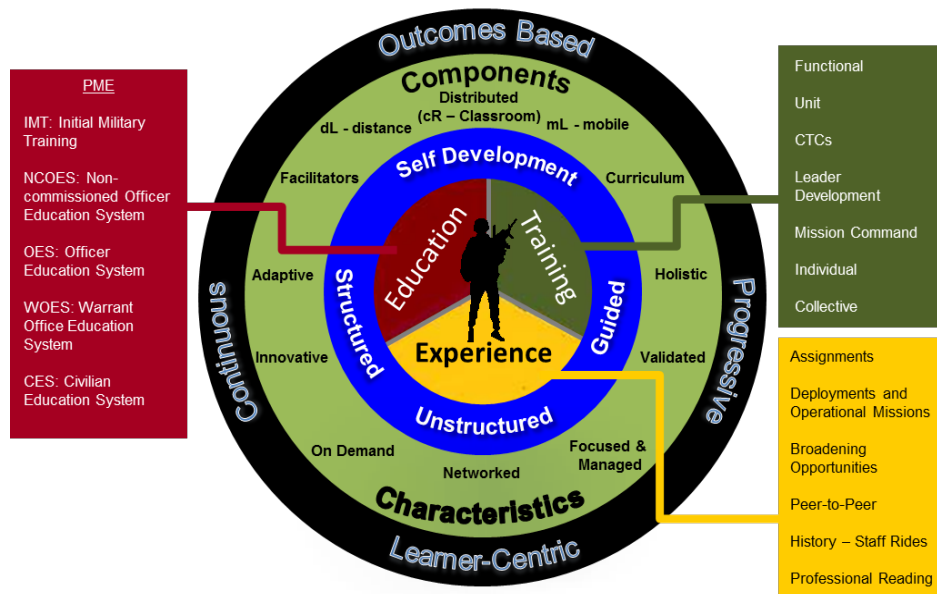 Outcomes Based
Components
Distributed
(cR – Classroom)
dL - distance
mL - mobile
Facilitators
Curriculum
Adaptive
Holistic
Innovative
Validated
On Demand
Networked
Focused &
Managed
Characteristics
Learner-Centric
Continuous
Progressive
Self Development
Structured
Guided
Unstructured
Education
Training
Experience
PME
IMT: Initial Military
Training
NCOES: Non-
commissioned Officer
Education System
OES: Officer
Education System
WOES: Warrant
Office Education
System
CES: Civilian
Education System
Functional
Unit
CTCs
Leader
Development
Mission Command
Individual
Collective
Assignments
Deployments and
Operational Missions
Broadening
Opportunities
Peer-to-Peer
History – Staff Rides
Professional Reading